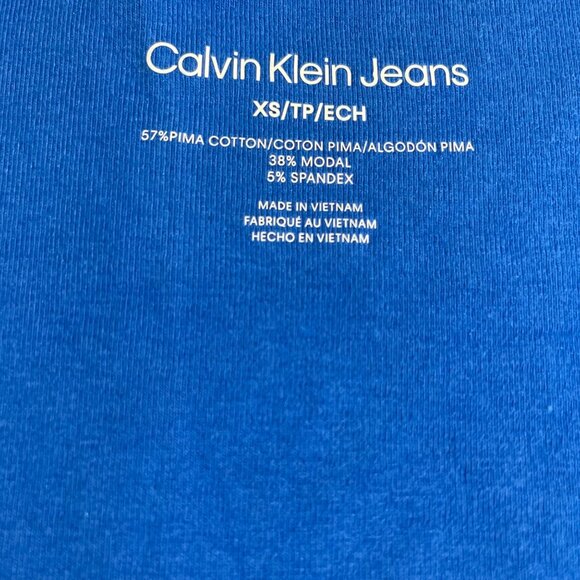 Calvin Klein Jeans
XS/TP/ECH
57%PIMA COTTON/COTON PIMA/ALGODÓN PIMA
38% MODAL
5% SPANDEX
MADE IN VIETNAM
FABRIQUÉ AU VIETNAM
HECHO EN VIETNAM